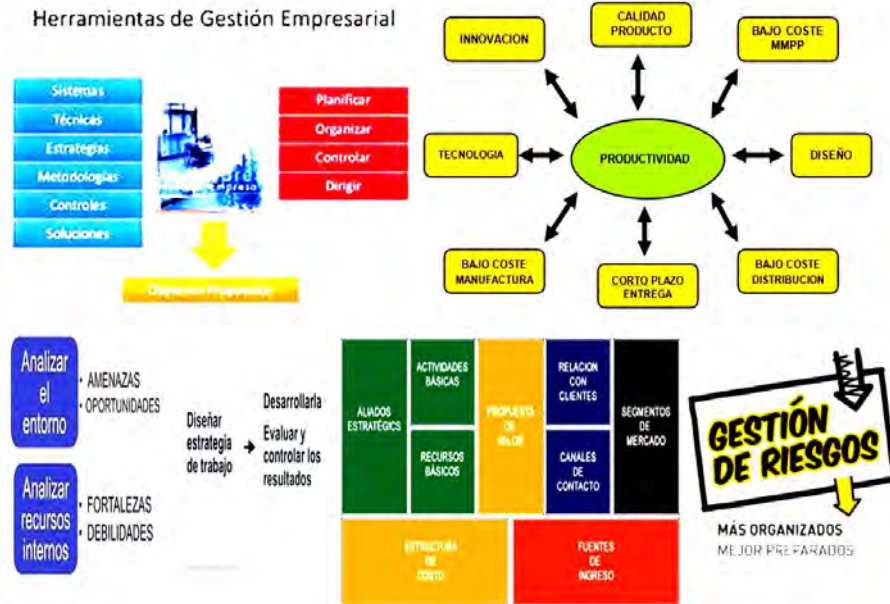 Herramientas de Gestión Empresarial
Sistemas
Técnicas
Estrategias
Metodologías
Controles
Soluciones
Planificar
Organizar
Controlar
Dirigir
INNOVACION
CALIDAD
PRODUCTO
BAJO COSTE
MMPP
TECNOLOGIA
PRODUCTIVIDAD
DISEÑO
BAJO COSTE
MANUFACTURA
CORTO PLAZO
ENTREGA
BAJO COSTE
DISTRIBUCION
Analizar
el
entorno
· AMENAZAS
· OPORTUNIDADES
Analizar
recursos
internos
· FORTALEZAS
· DEBILIDADES
Diseñar
estrategia
de trabajo
Desarrollarla
Evaluar y
controlar los
resultados
ALIADOS
ESTRATÉGICS
ACTIVIDADES
BÁSICAS
RECURSOS
BÁSICOS
PROPUESTA
DE
VALOR
RELACION
CON
CLIENTES
CANALES
DE
CONTACTO
SEGMENTOS
DE
MERCADO
ESTRUCTURA
DE
COSTO
FUENTES
DE
INGRESO
GESTIÓN
DE RIESGOS
MÁS ORGANIZADOS
MEJOR PREPARADOS